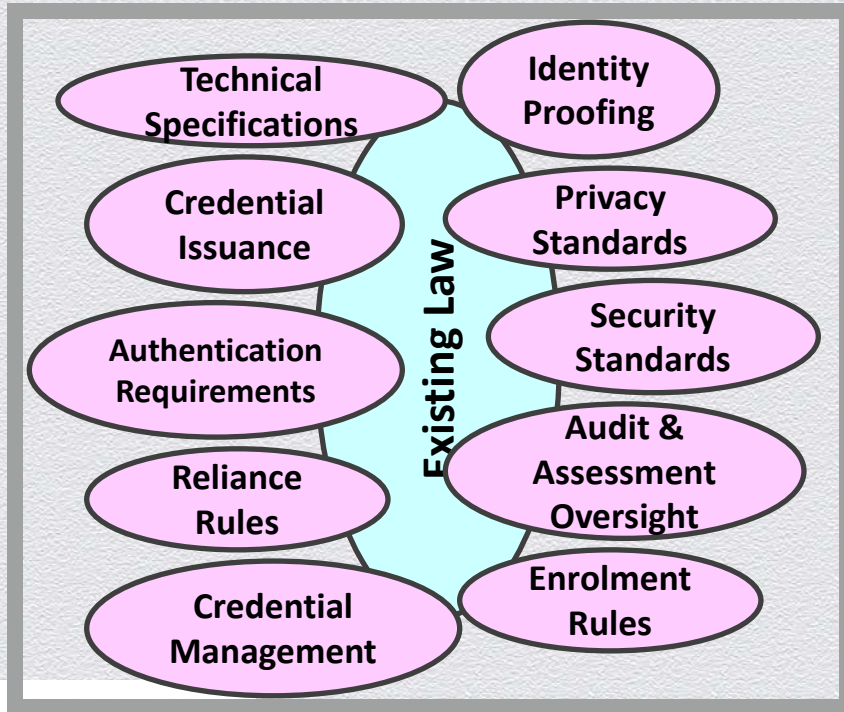 Technical
Specifications
Identity
Proofing
Credential
Issuance
Privacy
Standards
Existing Law
Authentication
Requirements
Security
Standards
Reliance
Rules
Audit &
Assessment
Oversight
Credential
Management
Enrolment
Rules